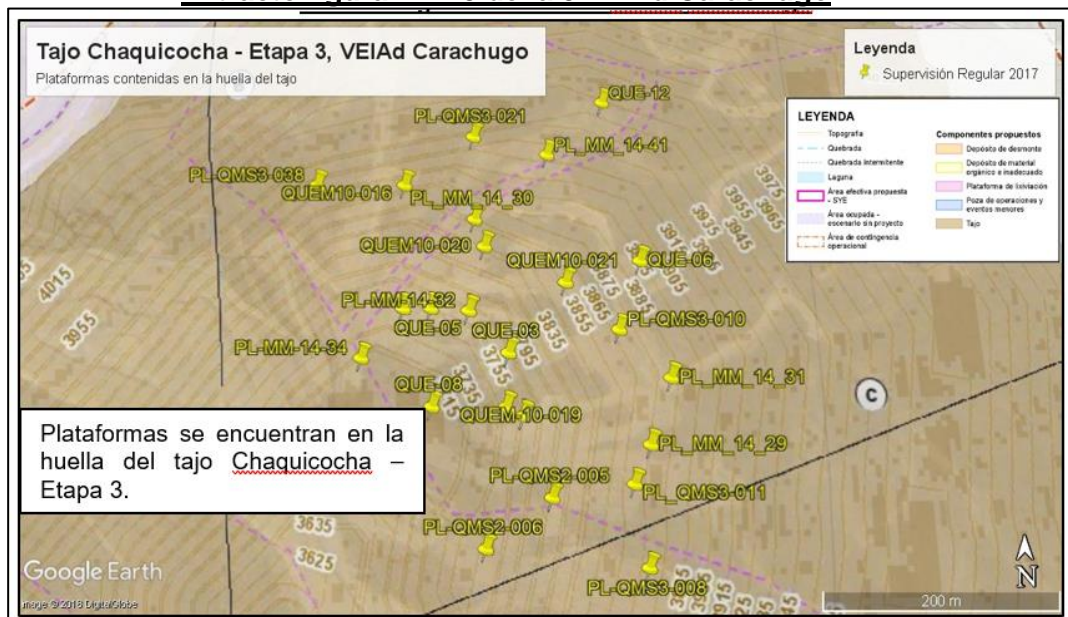 Tajo Chaquicocha - Etapa 3, VEIAd Carachugo
Plataformas contenidas en la huella del tajo
Leyenda
Supervisión Regular 2017
LEYENDA
Topografía
Quebrada
Quebrada intermitente
Laguna
Área efectiva propuesta
- SYE
Área ocupada -
escenario sin proyecto
Área de contingencia
operacional
Componentes propuestos
Depósito de desmonte
Depósito de material
orgánico e inadecuado
Plataforma de lixiviación
Poza de operaciones y
eventos menores
Tajo
QUE-12
PL-QMS3-021
PL_MM_14-41
PL-QMS3-038
QUEM10-016
PL_MM_14_30
QUEM10-020
QUEM10-021
QUE-06
3975
3965
3955
3945
3935
3905
3885
3875
3865
3855
3835
4015
3955
PL-MM-14-32
QUE-05
QUE-03
PL-QMS3-010
PL-MM-14-34
3795
3755
3735
PL_MM_14_31
QUE-08
QUEM-10-019
C
PL_MM_14_29
Plataformas se encuentran en la
huella del tajo Chaquicocha –
Etapa 3.
PL-QMS2-005
PL_QMS3-011
3635
3625
PL-QMS2-006
PL-QMS3-008
3915
Google Earth
Image © 2018 DigitalGlobe
N
200 m